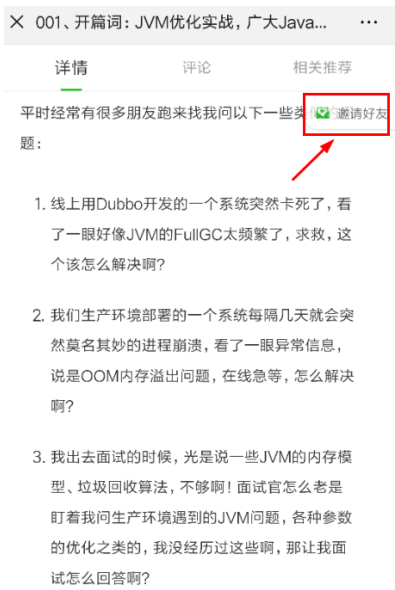 001、开篇词：JVM优化实战，广大Java...
详情
评论
相关推荐
平时经常有很多朋友跑来找我问以下一些类
邀请好友
题：
1. 线上用Dubbo开发的一个系统突然卡死了，看
了一眼好像JVM的FullGC太频繁了，求救，这
个该怎么解决啊？
2. 我们生产环境部署的一个系统每隔几天就会突
然莫名其妙的进程崩溃，看了一眼异常信息，
说是OOM内存溢出问题，在线急等，怎么解决
啊？
3. 我出去面试的时候，光是说一些JVM的内存模
型、垃圾回收算法，不够啊！面试官怎么老是
盯着我问生产环境遇到的JVM问题，各种参数
的优化之类的，我没经历过这些啊，那让我面
试怎么回答啊？